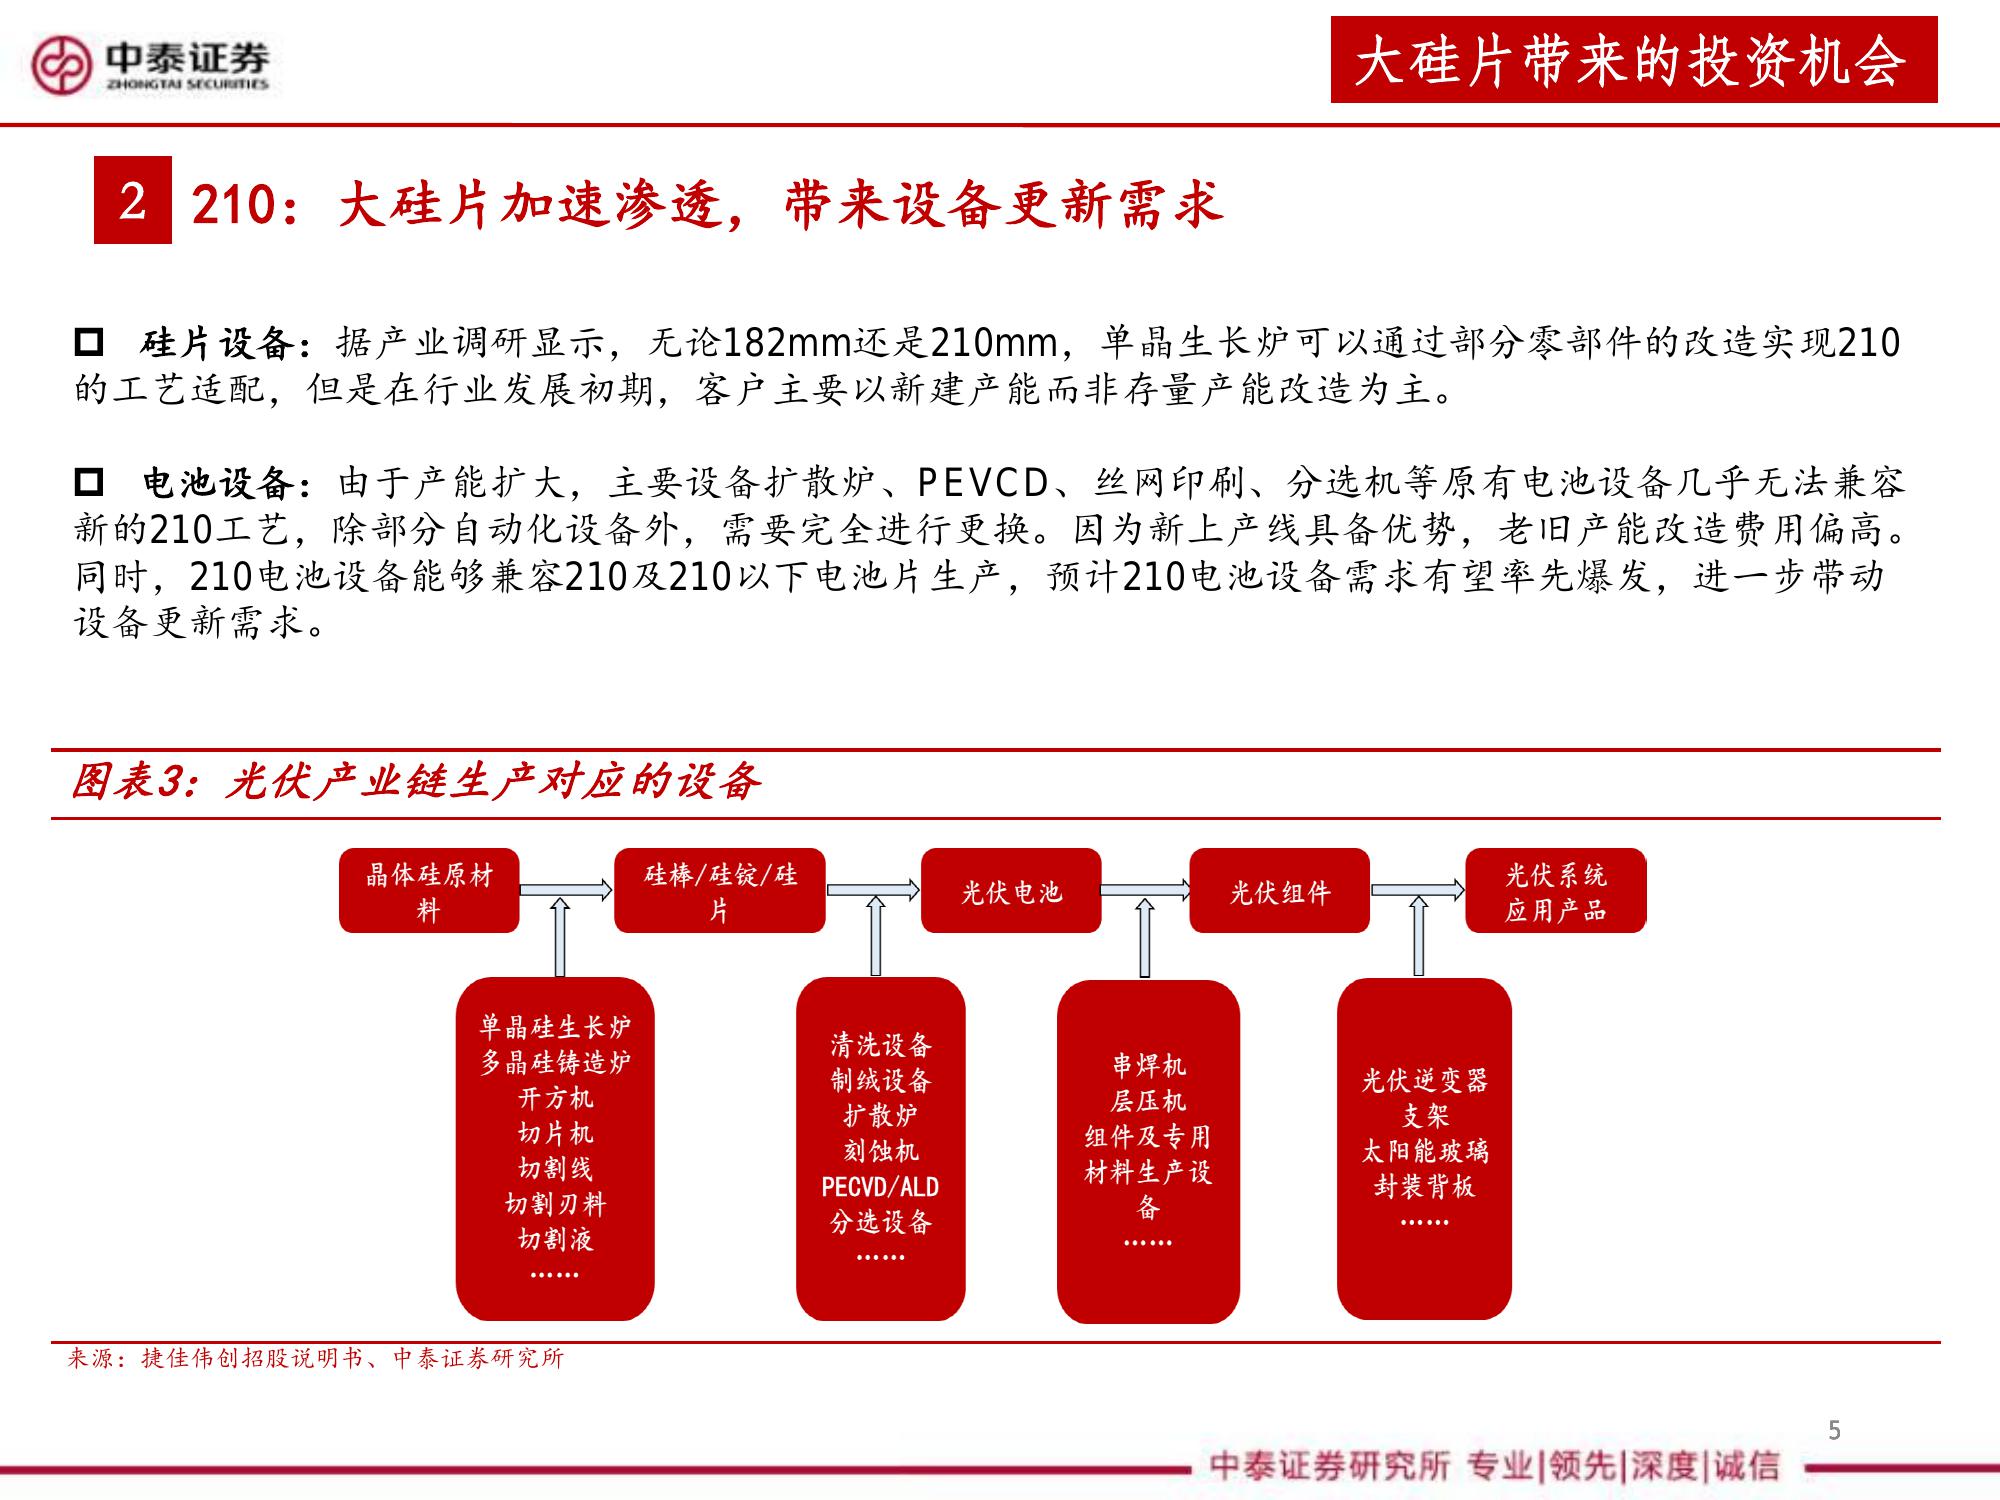 中泰证券
ZHONGTAI SECURITIES
大硅片带来的投资机会
2
210：大硅片加速渗透，带来设备更新需求
硅片设备：据产业调研显示，无论182mm还是210mm，单晶生长炉可以通过部分零部件的改造实现210
的工艺适配，但是在行业发展初期，客户主要以新建产能而非存量产能改造为主。
电池设备：由于产能扩大，主要设备扩散炉、PEVCD、丝网印刷、分选机等原有电池设备几乎无法兼容
新的210工艺，除部分自动化设备外，需要完全进行更换。因为新上产线具备优势，老旧产能改造费用偏高。
同时，210电池设备能够兼容210及210以下电池片生产，预计210电池设备需求有望率先爆发，进一步带动
设备更新需求。
图表3：光伏产业链生产对应的设备
晶体硅原材
料
硅棒/硅锭/硅
片
光伏电池
光伏组件
光伏系统
应用产品
单晶硅生长炉
多晶硅铸造炉
开方机
切片机
切割线
切割刃料
切割液
……
清洗设备
制绒设备
扩散炉
刻蚀机
PECVD/ALD
分选设备
……
串焊机
层压机
组件及专用
材料生产设
备
……
光伏逆变器
支架
太阳能玻璃
封装背板
……
来源：捷佳伟创招股说明书、中泰证券研究所
5
中泰证券研究所 专业|领先|深度|诚信